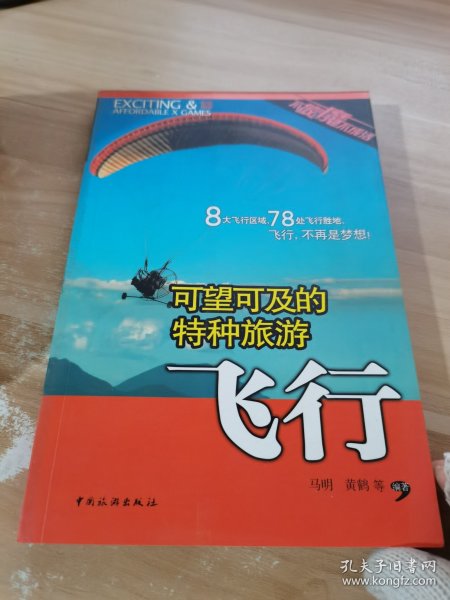 EXCITING &
AFFORDABLE X GAMES
8大飞行区域、78处飞行胜地,
飞行,不再是梦想!
可望可及的
特种旅游
飞行
马明 黄鹤 等 编著
中国旅游出版社
孔夫子旧书网
www.kongfz.com